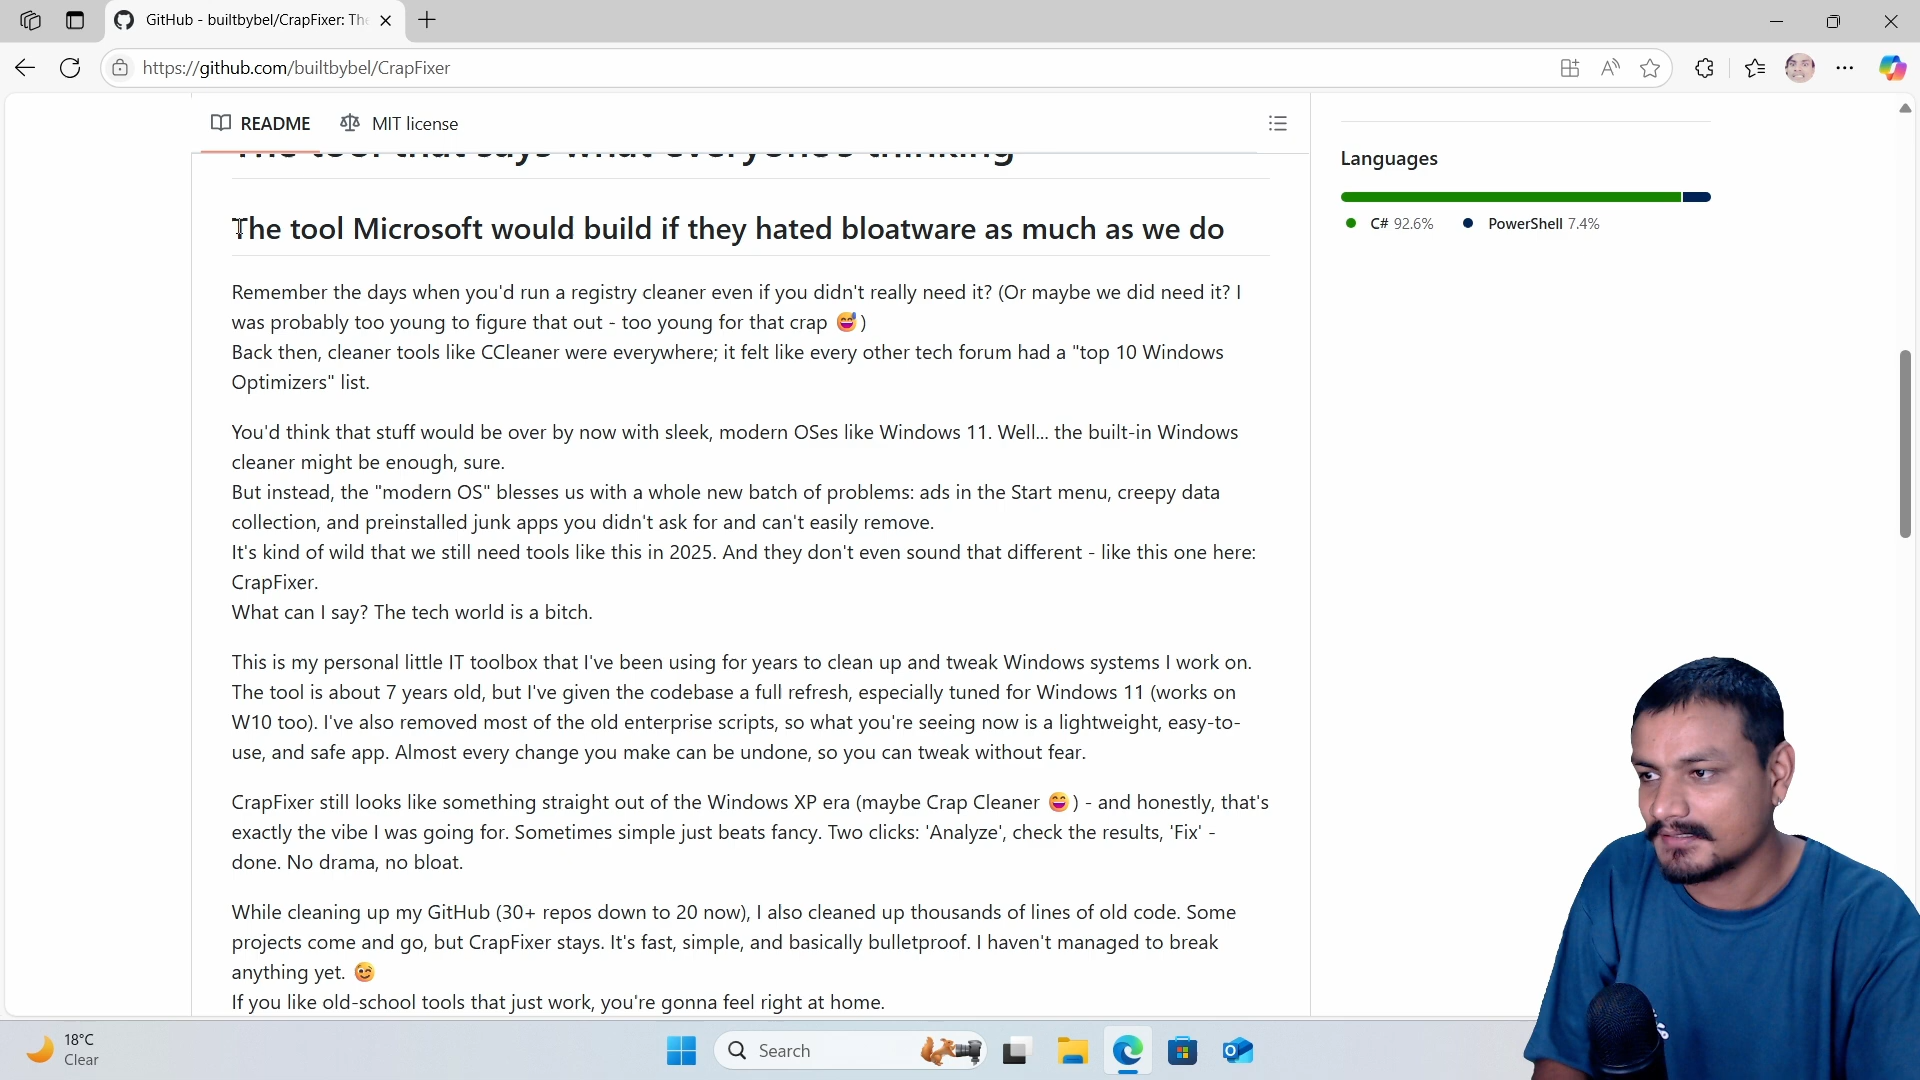 GitHub - builtbybel/CrapFixer: The
https://github.com/builtbybel/CrapFixer
README
MIT license
The tool that says what everyone's thinking
Languages
C# 92.6%
PowerShell 7.4%
The tool Microsoft would build if they hated bloatware as much as we do
Remember the days when you'd run a registry cleaner even if you didn't really need it? (Or maybe we did need it? I
was probably too young to figure that out - too young for that crap 😅)
Back then, cleaner tools like CCleaner were everywhere; it felt like every other tech forum had a "top 10 Windows
Optimizers" list.
You'd think that stuff would be over by now with sleek, modern OSes like Windows 11. Well... the built-in Windows
cleaner might be enough, sure.
But instead, the "modern OS" blesses us with a whole new batch of problems: ads in the Start menu, creepy data
collection, and preinstalled junk apps you didn't ask for and can't easily remove.
It's kind of wild that we still need tools like this in 2025. And they don't even sound that different - like this one here:
CrapFixer.
What can I say? The tech world is a bitch.
This is my personal little IT toolbox that I've been using for years to clean up and tweak Windows systems I work on.
The tool is about 7 years old, but I've given the codebase a full refresh, especially tuned for Windows 11 (works on
W10 too). I've also removed most of the old enterprise scripts, so what you're seeing now is a lightweight, easy-to-
use, and safe app. Almost every change you make can be undone, so you can tweak without fear.
CrapFixer still looks like something straight out of the Windows XP era (maybe Crap Cleaner 😄) - and honestly, that's
exactly the vibe I was going for. Sometimes simple just beats fancy. Two clicks: 'Analyze', check the results, 'Fix' -
done. No drama, no bloat.
While cleaning up my GitHub (30+ repos down to 20 now), I also cleaned up thousands of lines of old code. Some
projects come and go, but CrapFixer stays. It's fast, simple, and basically bulletproof. I haven't managed to break
anything yet. 😉
If you like old-school tools that just work, you're gonna feel right at home.
18°C
Clear
Search